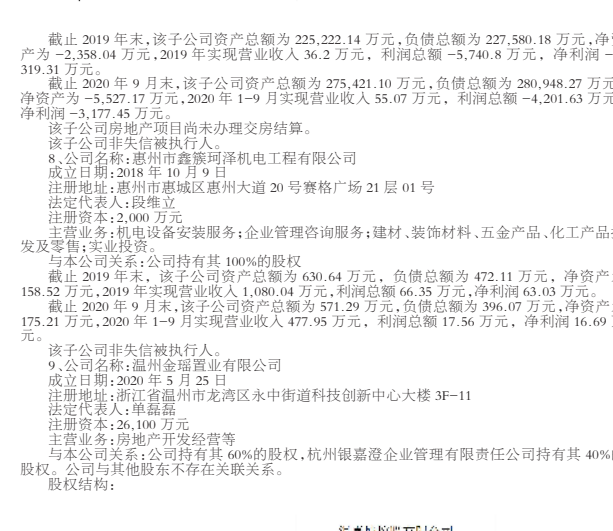 截止 2019 年末,该子公司资产总额为 225,222.14 万元,负债总额为 227,580.18 万元,净
产为 -2,358.04 万元,2019 年实现营业收入 36.2 万元, 利润总额 -5,740.8 万元, 净利润 -
319.31 万元。
截止 2020 年 9 月末,该子公司资产总额为 275,421.10 万元,负债总额为 280,948.27 万元
净资产为 -5,527.17 万元,2020 年 1-9 月实现营业收入 55.07 万元, 利润总额 -4,201.63 万元
净利润 -3,177.45 万元。
该子公司房地产项目尚未办理交房结算。
该子公司非失信被执行人。
8、公司名称:惠州市鑫簇珂泽机电工程有限公司
成立日期:2018 年 10 月 9 日
注册地址:惠州市惠城区惠州大道 20 号赛格广场 21 层 01 号
法定代表人:段维立
注册资本:2,000 万元
主营业务:机电设备安装服务;企业管理咨询服务;建材、装饰材料、五金产品、化工产品
发及零售;实业投资。
与本公司关系:公司持有其 100%的股权
截止 2019 年末, 该子公司资产总额为 630.64 万元, 负债总额为 472.11 万元, 净资产
158.52 万元,2019 年实现营业收入 1,080.04 万元,利润总额 66.35 万元,净利润 63.03 万元。
截止 2020 年 9 月末,该子公司资产总额为 571.29 万元,负债总额为 396.07 万元,净资产
175.21 万元,2020 年 1-9 月实现营业收入 477.95 万元, 利润总额 17.56 万元, 净利润 16.69
元。
该子公司非失信被执行人。
9、公司名称:温州金瑶置业有限公司
成立日期:2020 年 5 月 25 日
注册地址:浙江省温州市龙湾区永中街道科技创新中心大楼 3F-11
法定代表人:单磊磊
注册资本:26,100 万元
主营业务:房地产开发经营等
与本公司关系:公司持有其 60%的股权,杭州银嘉澄企业管理有限责任公司持有其 40%
股权。公司与其他股东不存在关联关系。
股权结构: